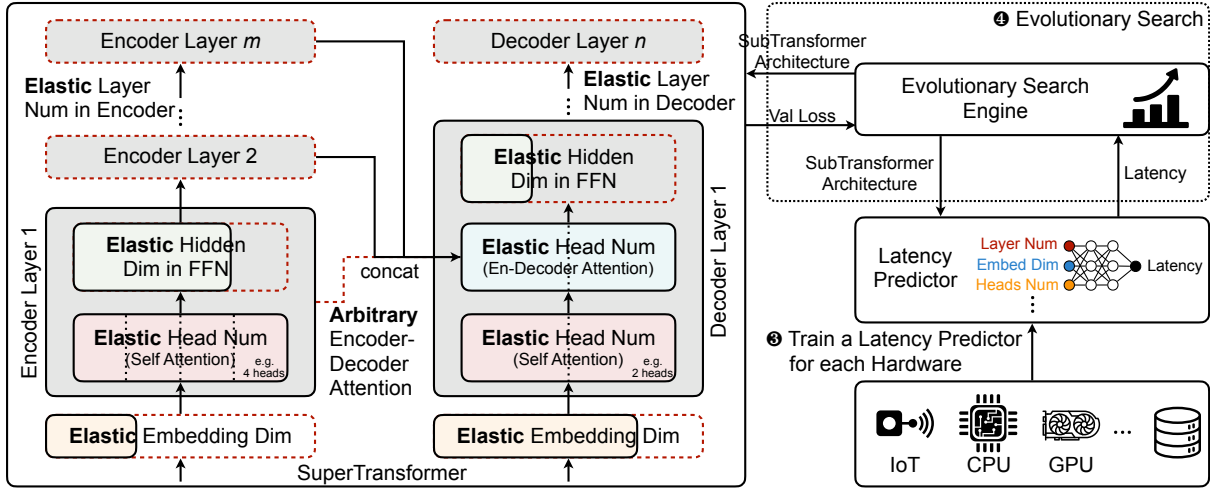 Encoder Layer m
Elastic Layer
Num in Encoder
Encoder Layer 2
Encoder Layer 1
Elastic Hidden
Dim in FFN
Elastic Head Num
(Self Attention)
e.g.
4 heads
Elastic Embedding Dim
concat
Arbitrary
Encoder-
Decoder
Attention
Decoder Layer n
Elastic Layer
Num in Decoder
Decoder Layer 1
Elastic Hidden
Dim in FFN
Elastic Head Num
(En-Decoder Attention)
Elastic Head Num
(Self Attention)
e.g.
2 heads
Elastic Embedding Dim
SuperTransformer
❹ Evolutionary Search
SubTransformer
Architecture
Val Loss
Evolutionary Search
Engine
SubTransformer
Architecture
Latency
Latency
Predictor
Layer Num
Embed Dim
Heads Num
Latency
❸ Train a Latency Predictor
for each Hardware
IoT
CPU
GPU
...